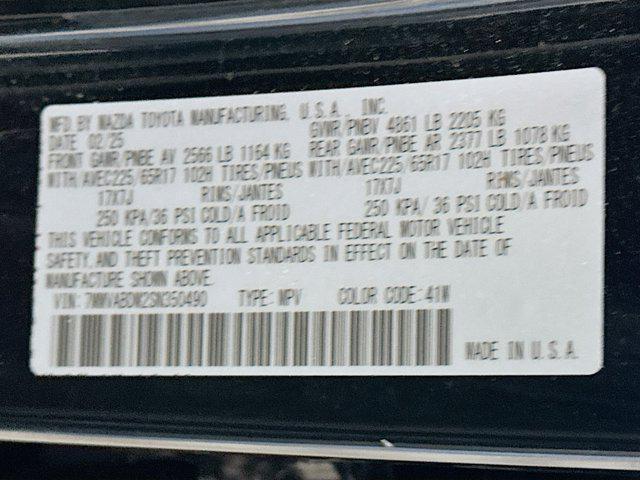 MFD.BY MAZDA TOYOTA MANUFACTURING, U.S.A., INC.
DATE 02/25 GVWR/PNBV 4861 LB 2205 KG
FRONT GAWR/PNBE AV 2566 LB 1164 KG REAR GAWR/PNBE AR 2377 LB 1078 KG
WITH/AVEC225/65R17 102H TIRES/PNEUS WITH/AVEC225/65R17 102H TIRES/PNEUS
17X7J RIMS/JANTES 17X7J RIMS/JANTES
250 KPA/36 PSI COLD/A FROID 250 KPA/36 PSI COLD/A FROID
THIS VEHICLE CONFORMS TO ALL APPLICABLE FEDERAL MOTOR VEHICLE
SAFETY,AND THEFT PREVENTION STANDARDS IN EFFECT ON THE DATE OF
MANUFACTURE SHOWN ABOVE.
VIN: TYPE: MPV COLOR CODE:41W
MADE IN U.S.A.